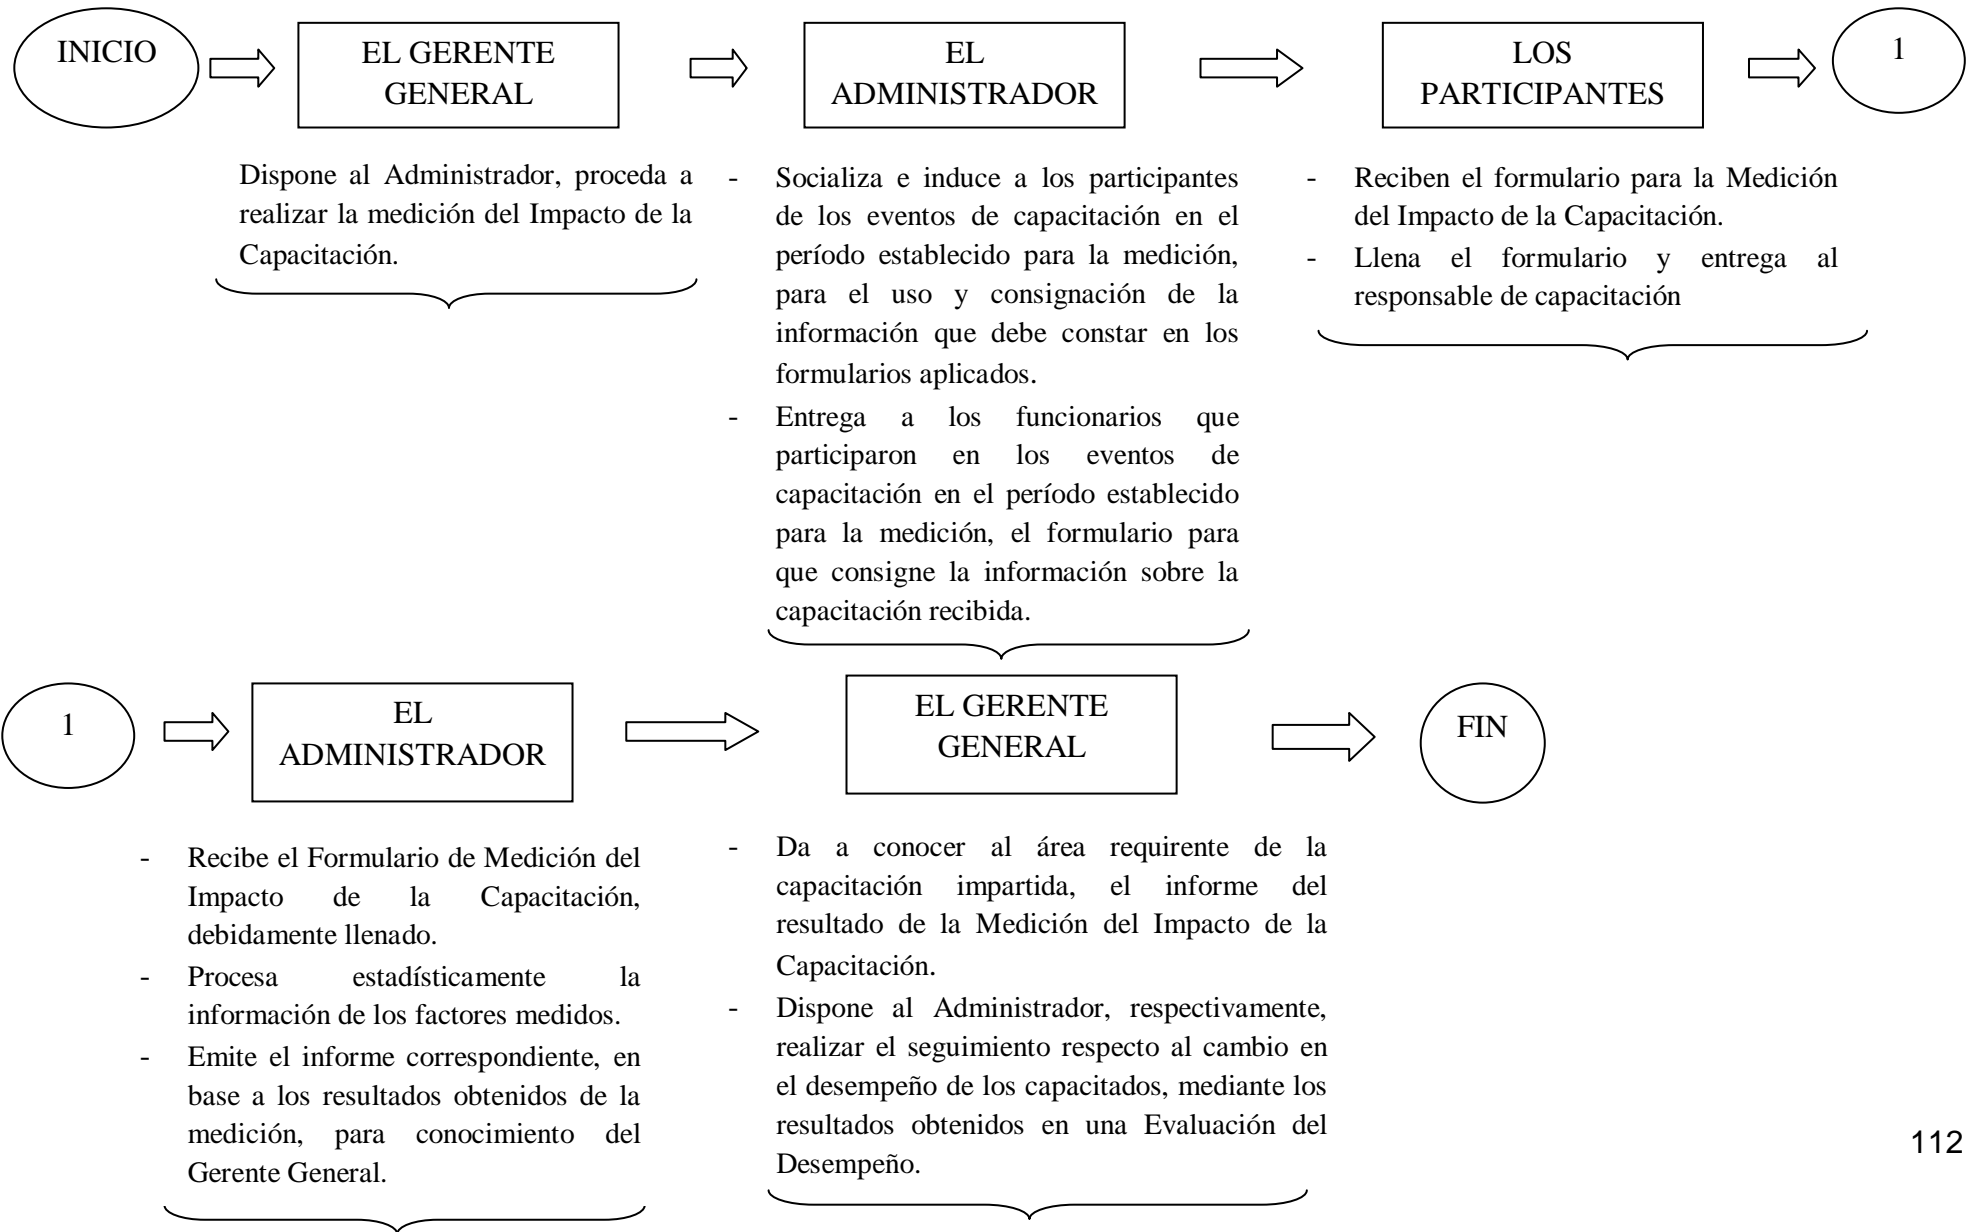 INICIO
EL GERENTE
GENERAL
EL
ADMINISTRADOR
LOS
PARTICIPANTES
1
Dispone al Administrador, proceda a
realizar la medición del Impacto de la
Capacitación.
- Socializa e induce a los participantes
de los eventos de capacitación en el
período establecido para la medición,
para el uso y consignación de la
información que debe constar en los
formularios aplicados.
- Entrega a los funcionarios que
participaron en los eventos de
capacitación en el período establecido
para la medición, el formulario para
que consigne la información sobre la
capacitación recibida.
- Reciben el formulario para la Medición
del Impacto de la Capacitación.
- Llena el formulario y entrega al
responsable de capacitación
1
EL
ADMINISTRADOR
EL GERENTE
GENERAL
FIN
- Recibe el Formulario de Medición del
Impacto de la Capacitación,
debidamente llenado.
- Procesa estadísticamente la
información de los factores medidos.
- Emite el informe correspondiente, en
base a los resultados obtenidos de la
medición, para conocimiento del
Gerente General.
- Da a conocer al área requirente de la
capacitación impartida, el informe del
resultado de la Medición del Impacto de la
Capacitación.
- Dispone al Administrador, respectivamente,
realizar el seguimiento respecto al cambio en
el desempeño de los capacitados, mediante los
resultados obtenidos en una Evaluación del
Desempeño.
112